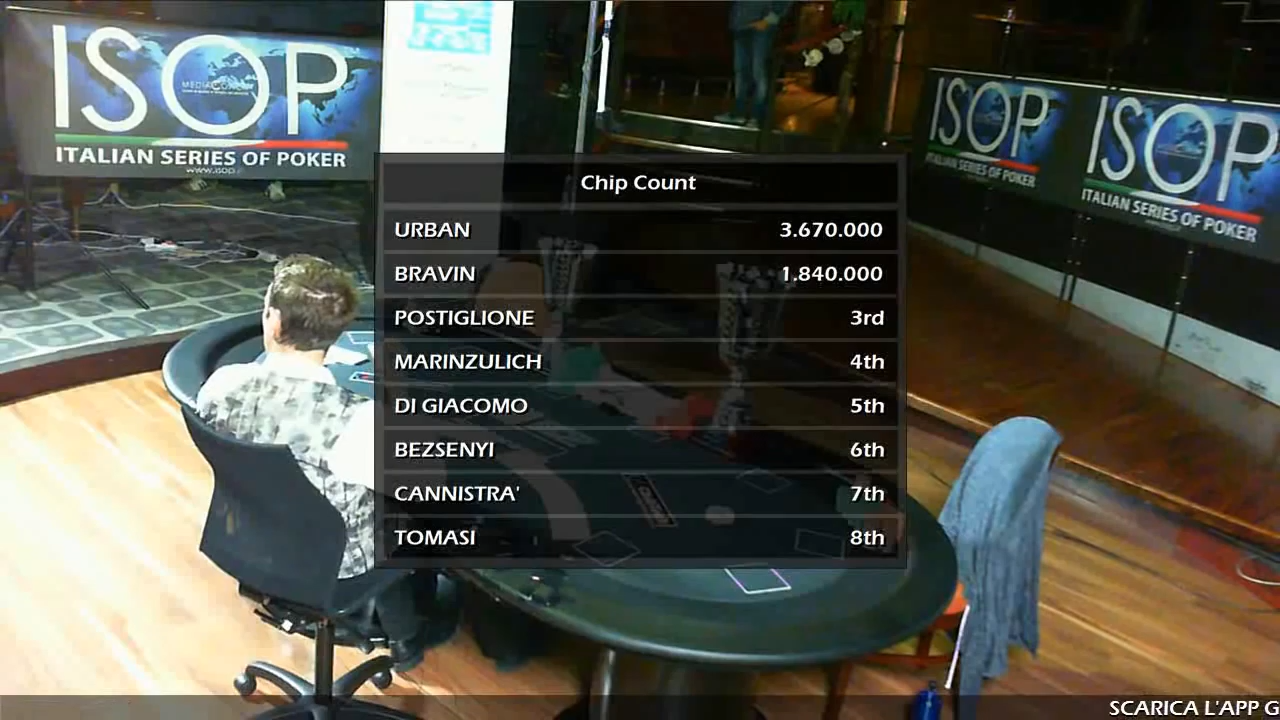 ISOP
ITALIAN SERIES OF POKER
ISOP
ITALIAN SERIES OF POKER
ISOP
ITALIAN SERIES OF POKER
Chip Count
URBAN 3.670.000
BRAVIN 1.840.000
POSTIGLIONE 3rd
MARINZULICH 4th
DI GIACOMO 5th
BEZSENYI 6th
CANNISTRA' 7th
TOMASI 8th
SCARICA L'APP G